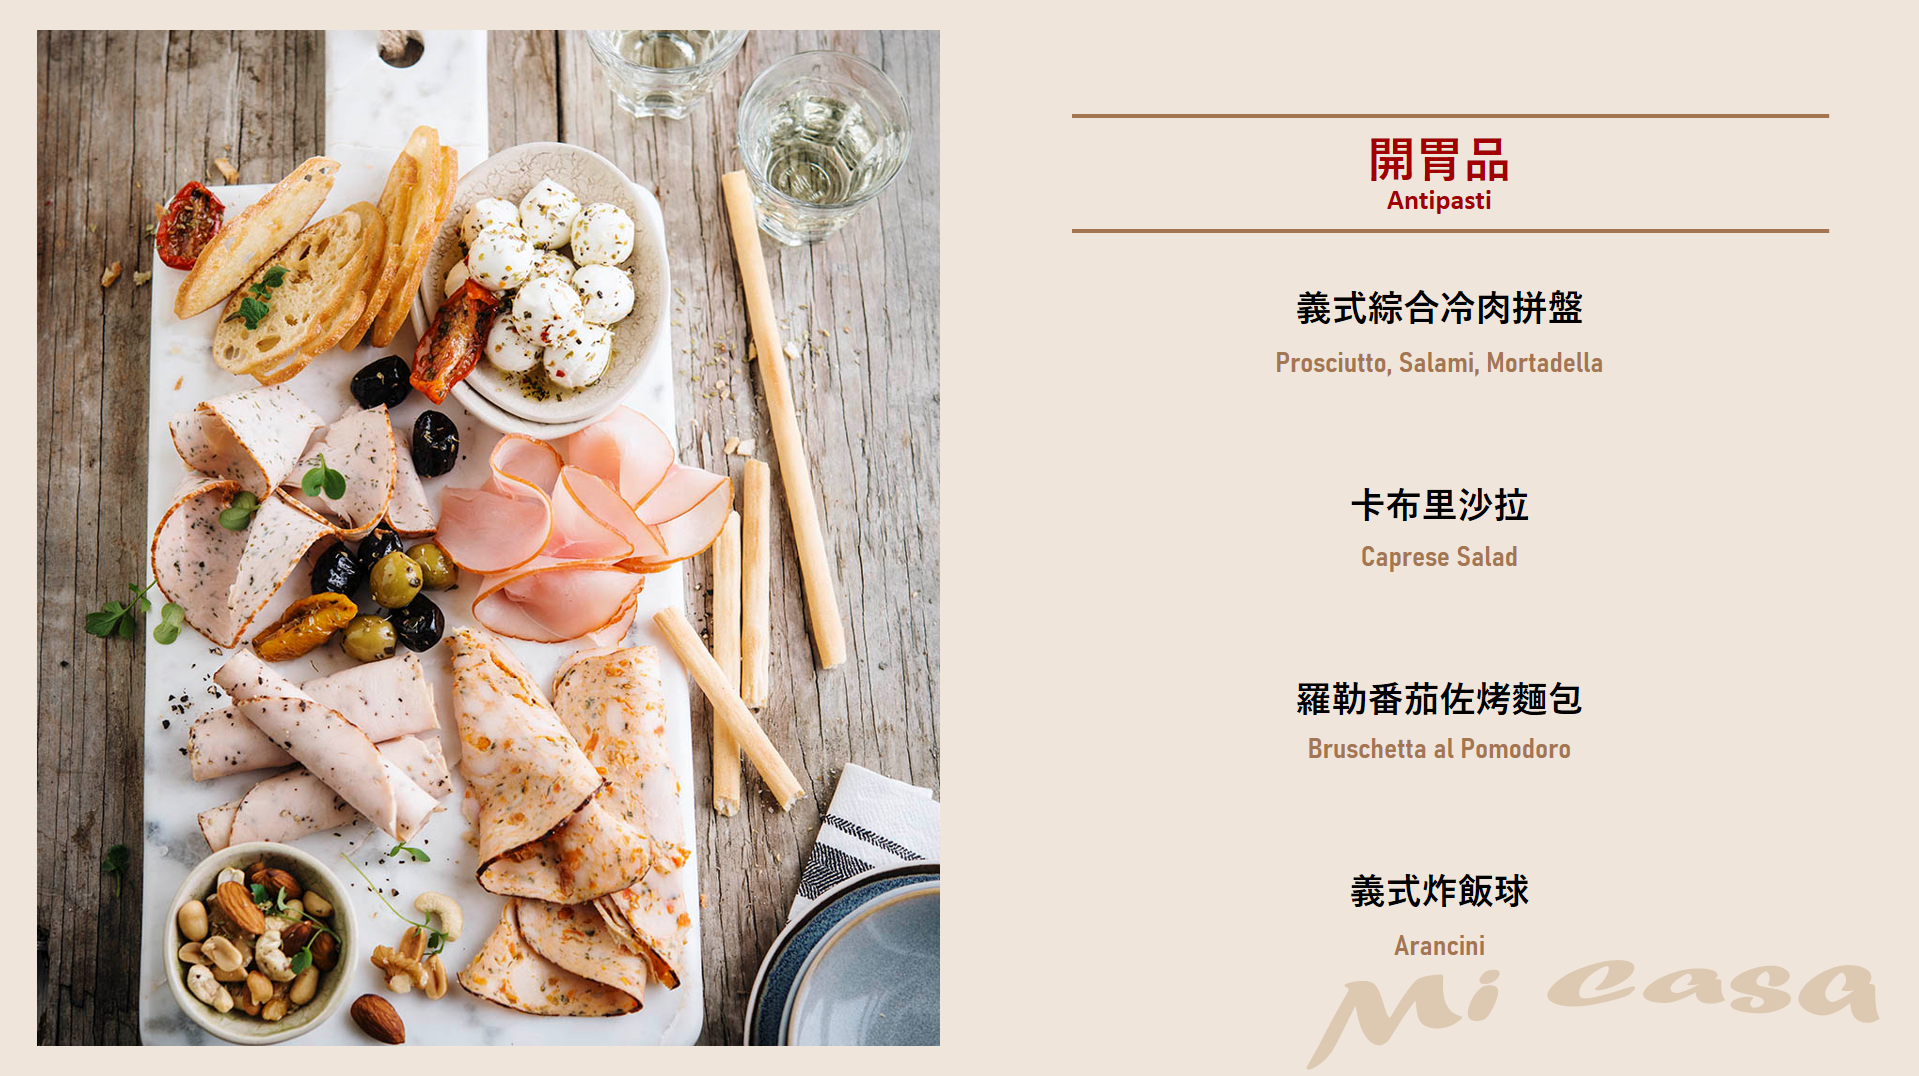 開胃品
Antipasti
義式綜合冷肉拼盤
Prosciutto, Salami, Mortadella
卡布里沙拉
Caprese Salad
羅勒番茄佐烤麵包
Bruschetta al Pomodoro
義式炸飯球
Arancini
Mi casa